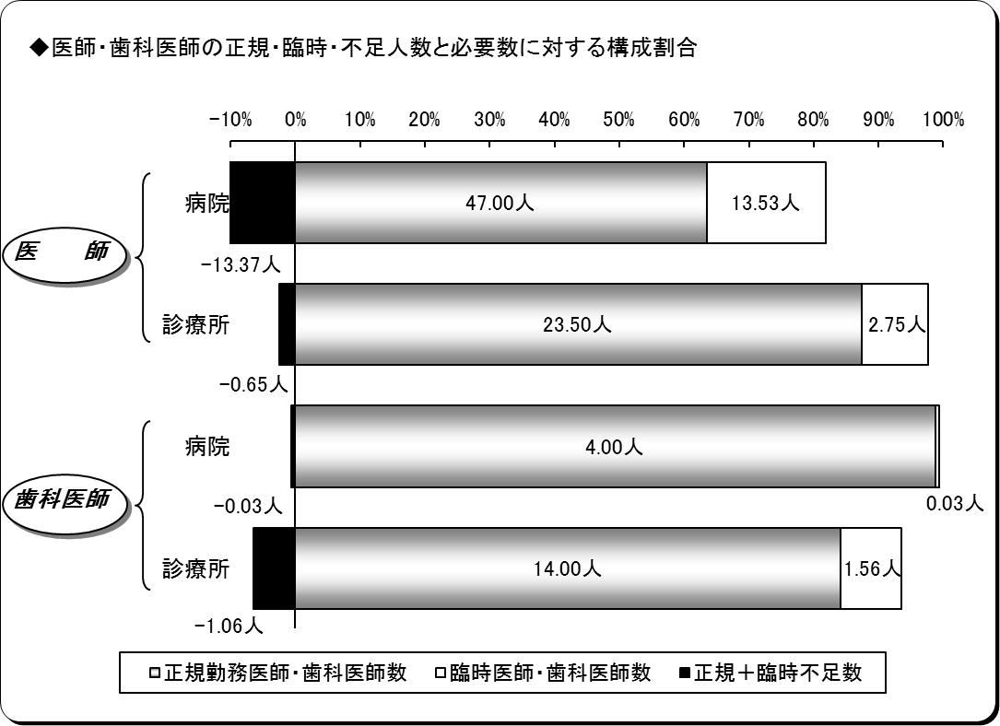 ◆医師・歯科医師の正規・臨時・不足人数と必要数に対する構成割合
-10% 0% 10% 20% 30% 40% 50% 60% 70% 80% 90% 100%
医　師
病院 47.00人 13.53人
-13.37人
診療所 23.50人 2.75人
-0.65人
歯科医師
病院 4.00人
-0.03人 0.03人
診療所 14.00人 1.56人
-1.06人
正規勤務医師・歯科医師数 臨時医師・歯科医師数 正規＋臨時不足数